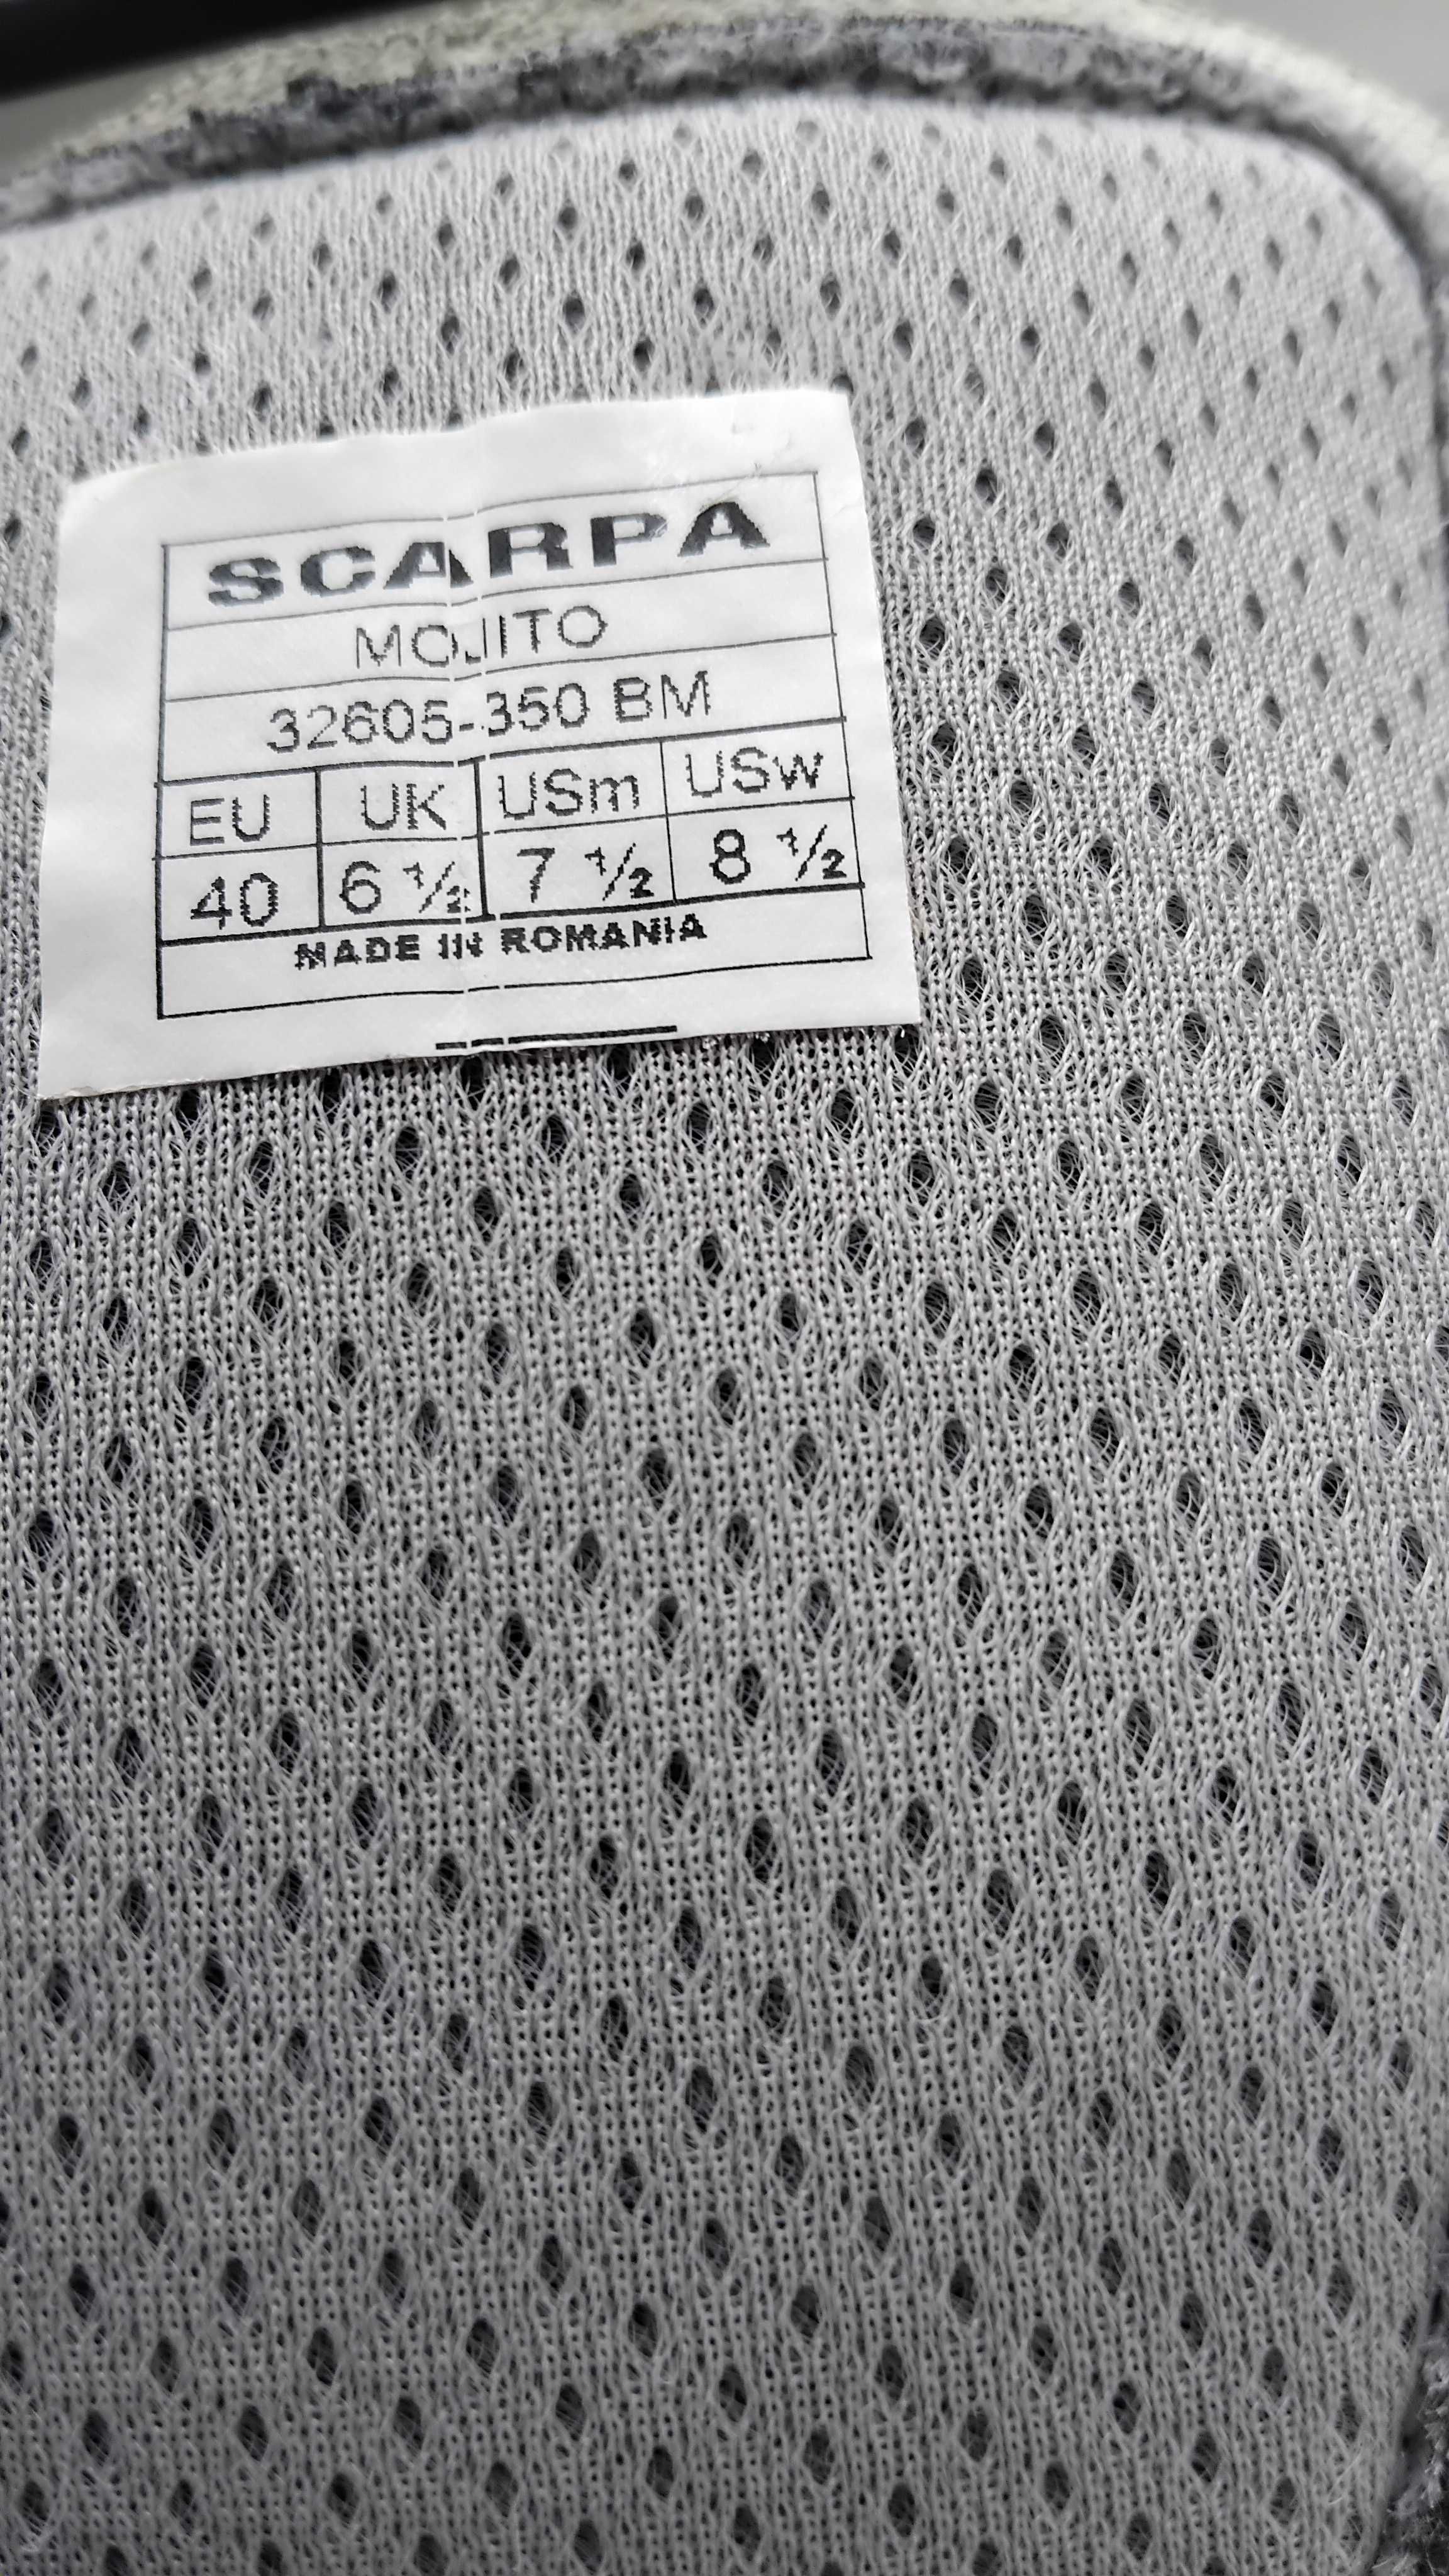 SCARPA
MOJITO
32605-350 BM
EU UK USm USw
40 6 ½ 7 ½ 8 ½
MADE IN ROMANIA